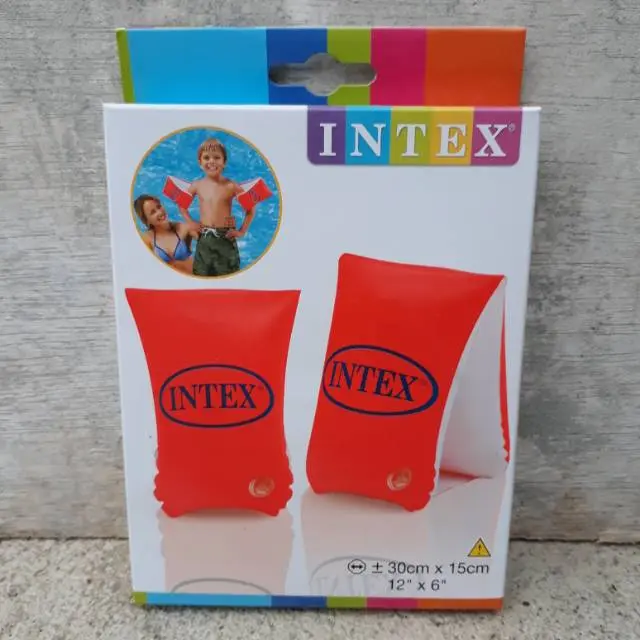 INTEX®
INTEX
INTEX
± 30cm x 15cm
12" x 6"